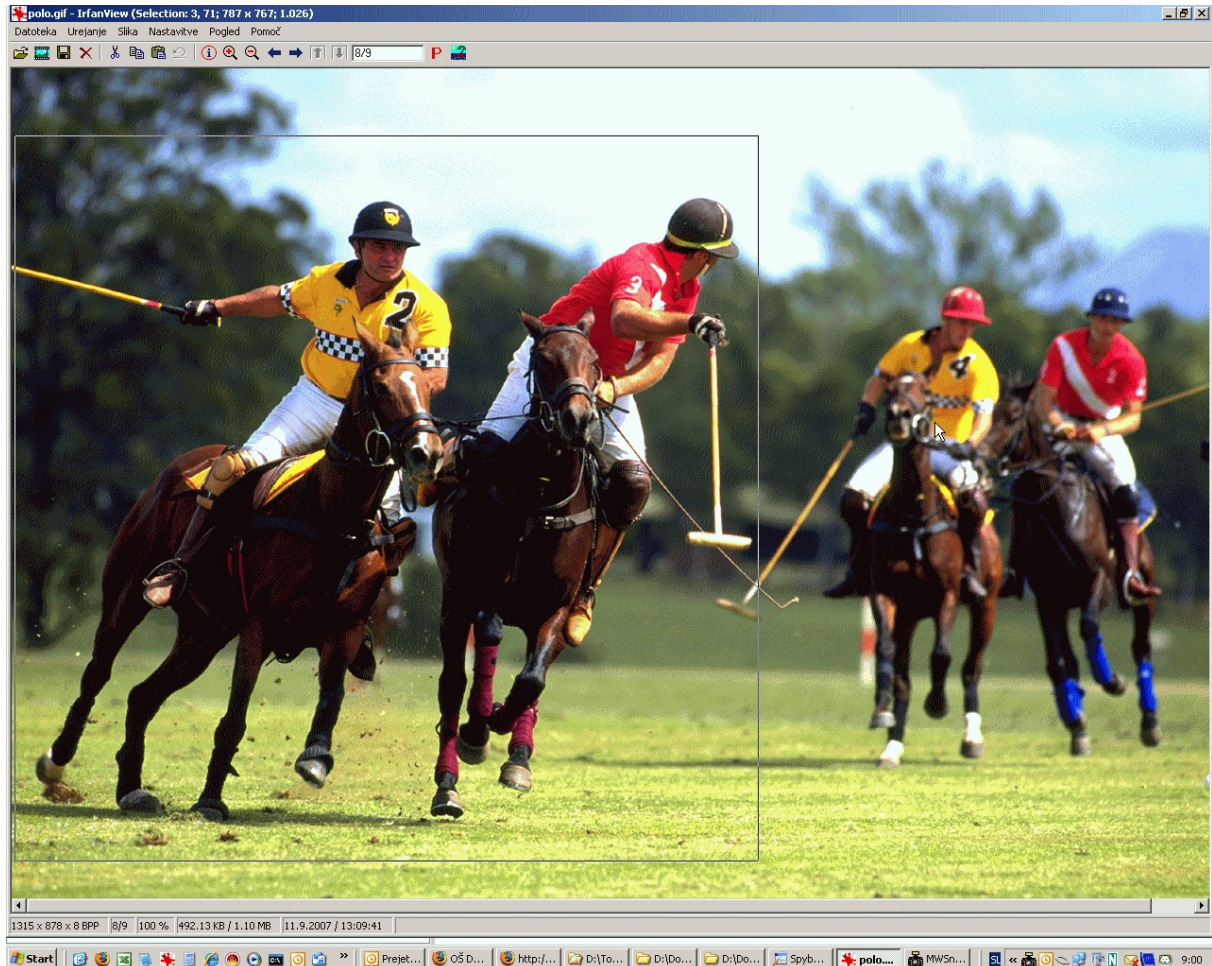 polo.gif - IrfanView (Selection: 3, 71; 787 x 767; 1.026)
Datoteka Urejanje Slika Nastavitve Pogled Pomoč
8/9 P
2
3
4
1315 x 878 x 8 BPP 8/9 100 % 492.13 KB / 1.10 MB 11.9.2007 / 13:09:41
Start » Prejet... OŠ D... http:/... D:\To... D:\Do... D:\Do... Spyb... polo.... MWSn... SL « N 9:00